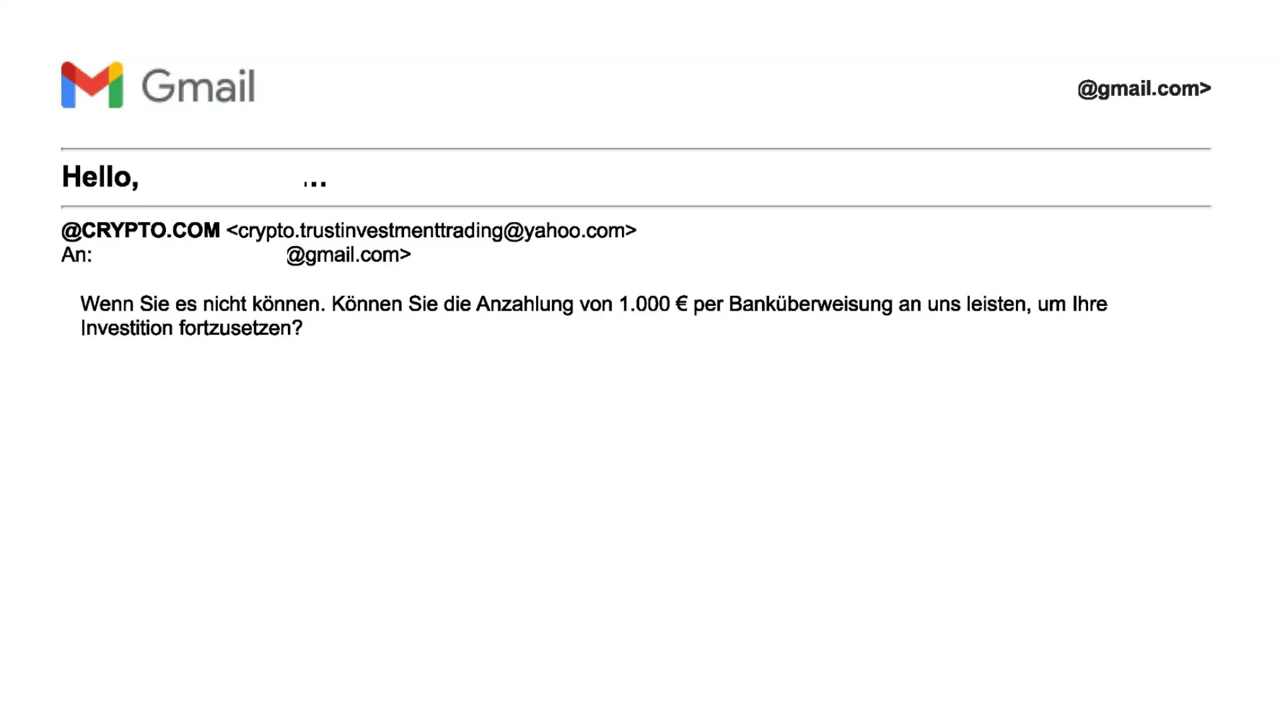 Gmail
@gmail.com>
Hello, ...
@CRYPTO.COM <crypto.trustinvestmenttrading@yahoo.com>
An: @gmail.com>
Wenn Sie es nicht können. Können Sie die Anzahlung von 1.000 € per Banküberweisung an uns leisten, um Ihre
Investition fortzusetzen?